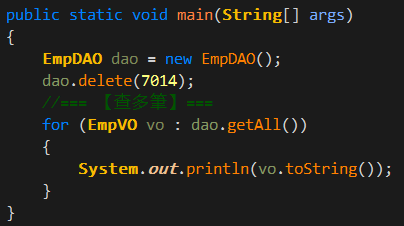 public static void main(String[] args)
{
EmpDAO dao = new EmpDAO();
dao.delete(7014);
//=== 【查多筆】===
for (EmpVO vo : dao.getAll())
{
System.out.println(vo.toString());
}
}